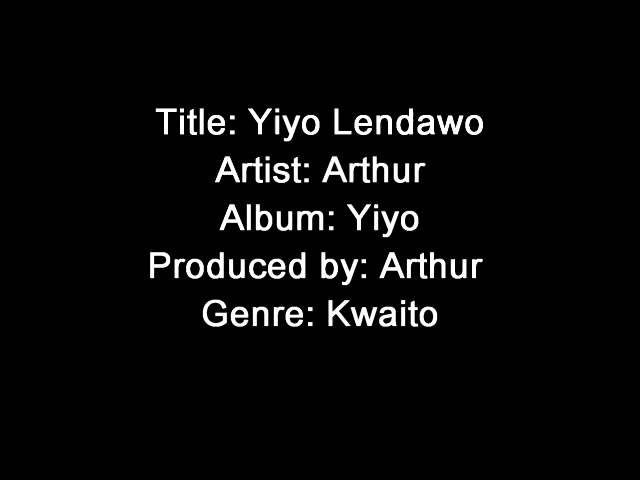 Title: Yiyo Lendawo
Artist: Arthur
Album: Yiyo
Produced by: Arthur
Genre: Kwaito